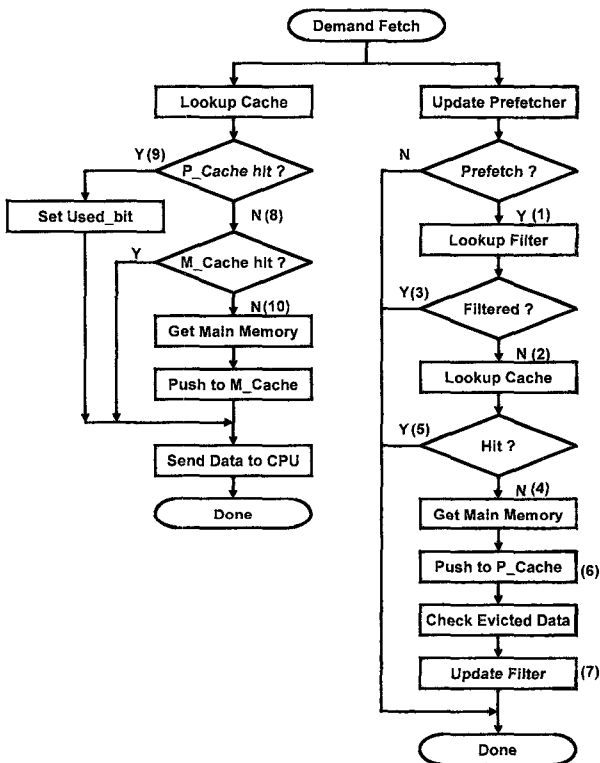 Demand Fetch
Lookup Cache
Y (9)
P_Cache hit ?
Set Used_bit
N (8)
Y
M_Cache hit ?
N(10)
Get Main Memory
Push to M_Cache
Send Data to CPU
Done
Update Prefetcher
N
Prefetch ?
Y (1)
Lookup Filter
Y(3)
Filtered ?
N (2)
Lookup Cache
Y (5)
Hit ?
N (4)
Get Main Memory
Push to P_Cache (6)
Check Evicted Data
Update Filter (7)
Done